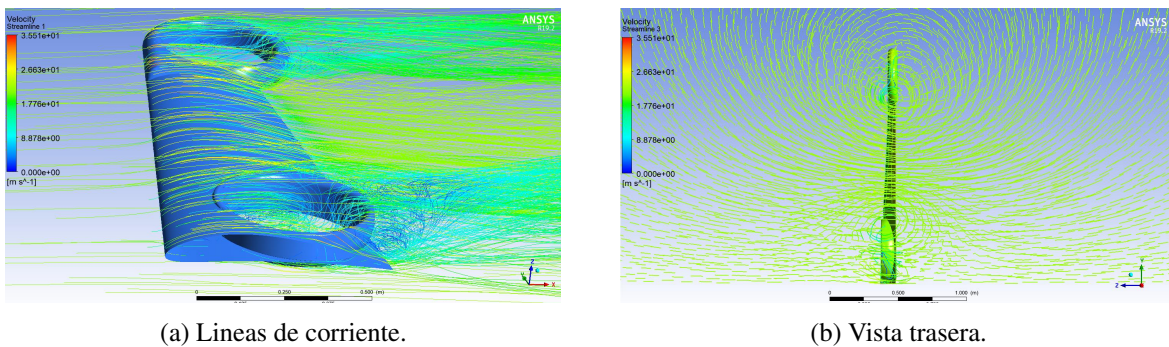 Velocity
Streamline 1
3.551e+01
2.663e+01
1.776e+01
8.878e+00
0.000e+00
[m s^-1]
ANSYS
R19.2
0 0.250 0.500 (m)
Z
Y
X
(a) Lineas de corriente.
Velocity
Streamline 3
3.551e+01
2.663e+01
1.776e+01
8.878e+00
0.000e+00
[m s^-1]
ANSYS
R19.2
0 0.500 1.000 (m)
Y
Z
(b) Vista trasera.